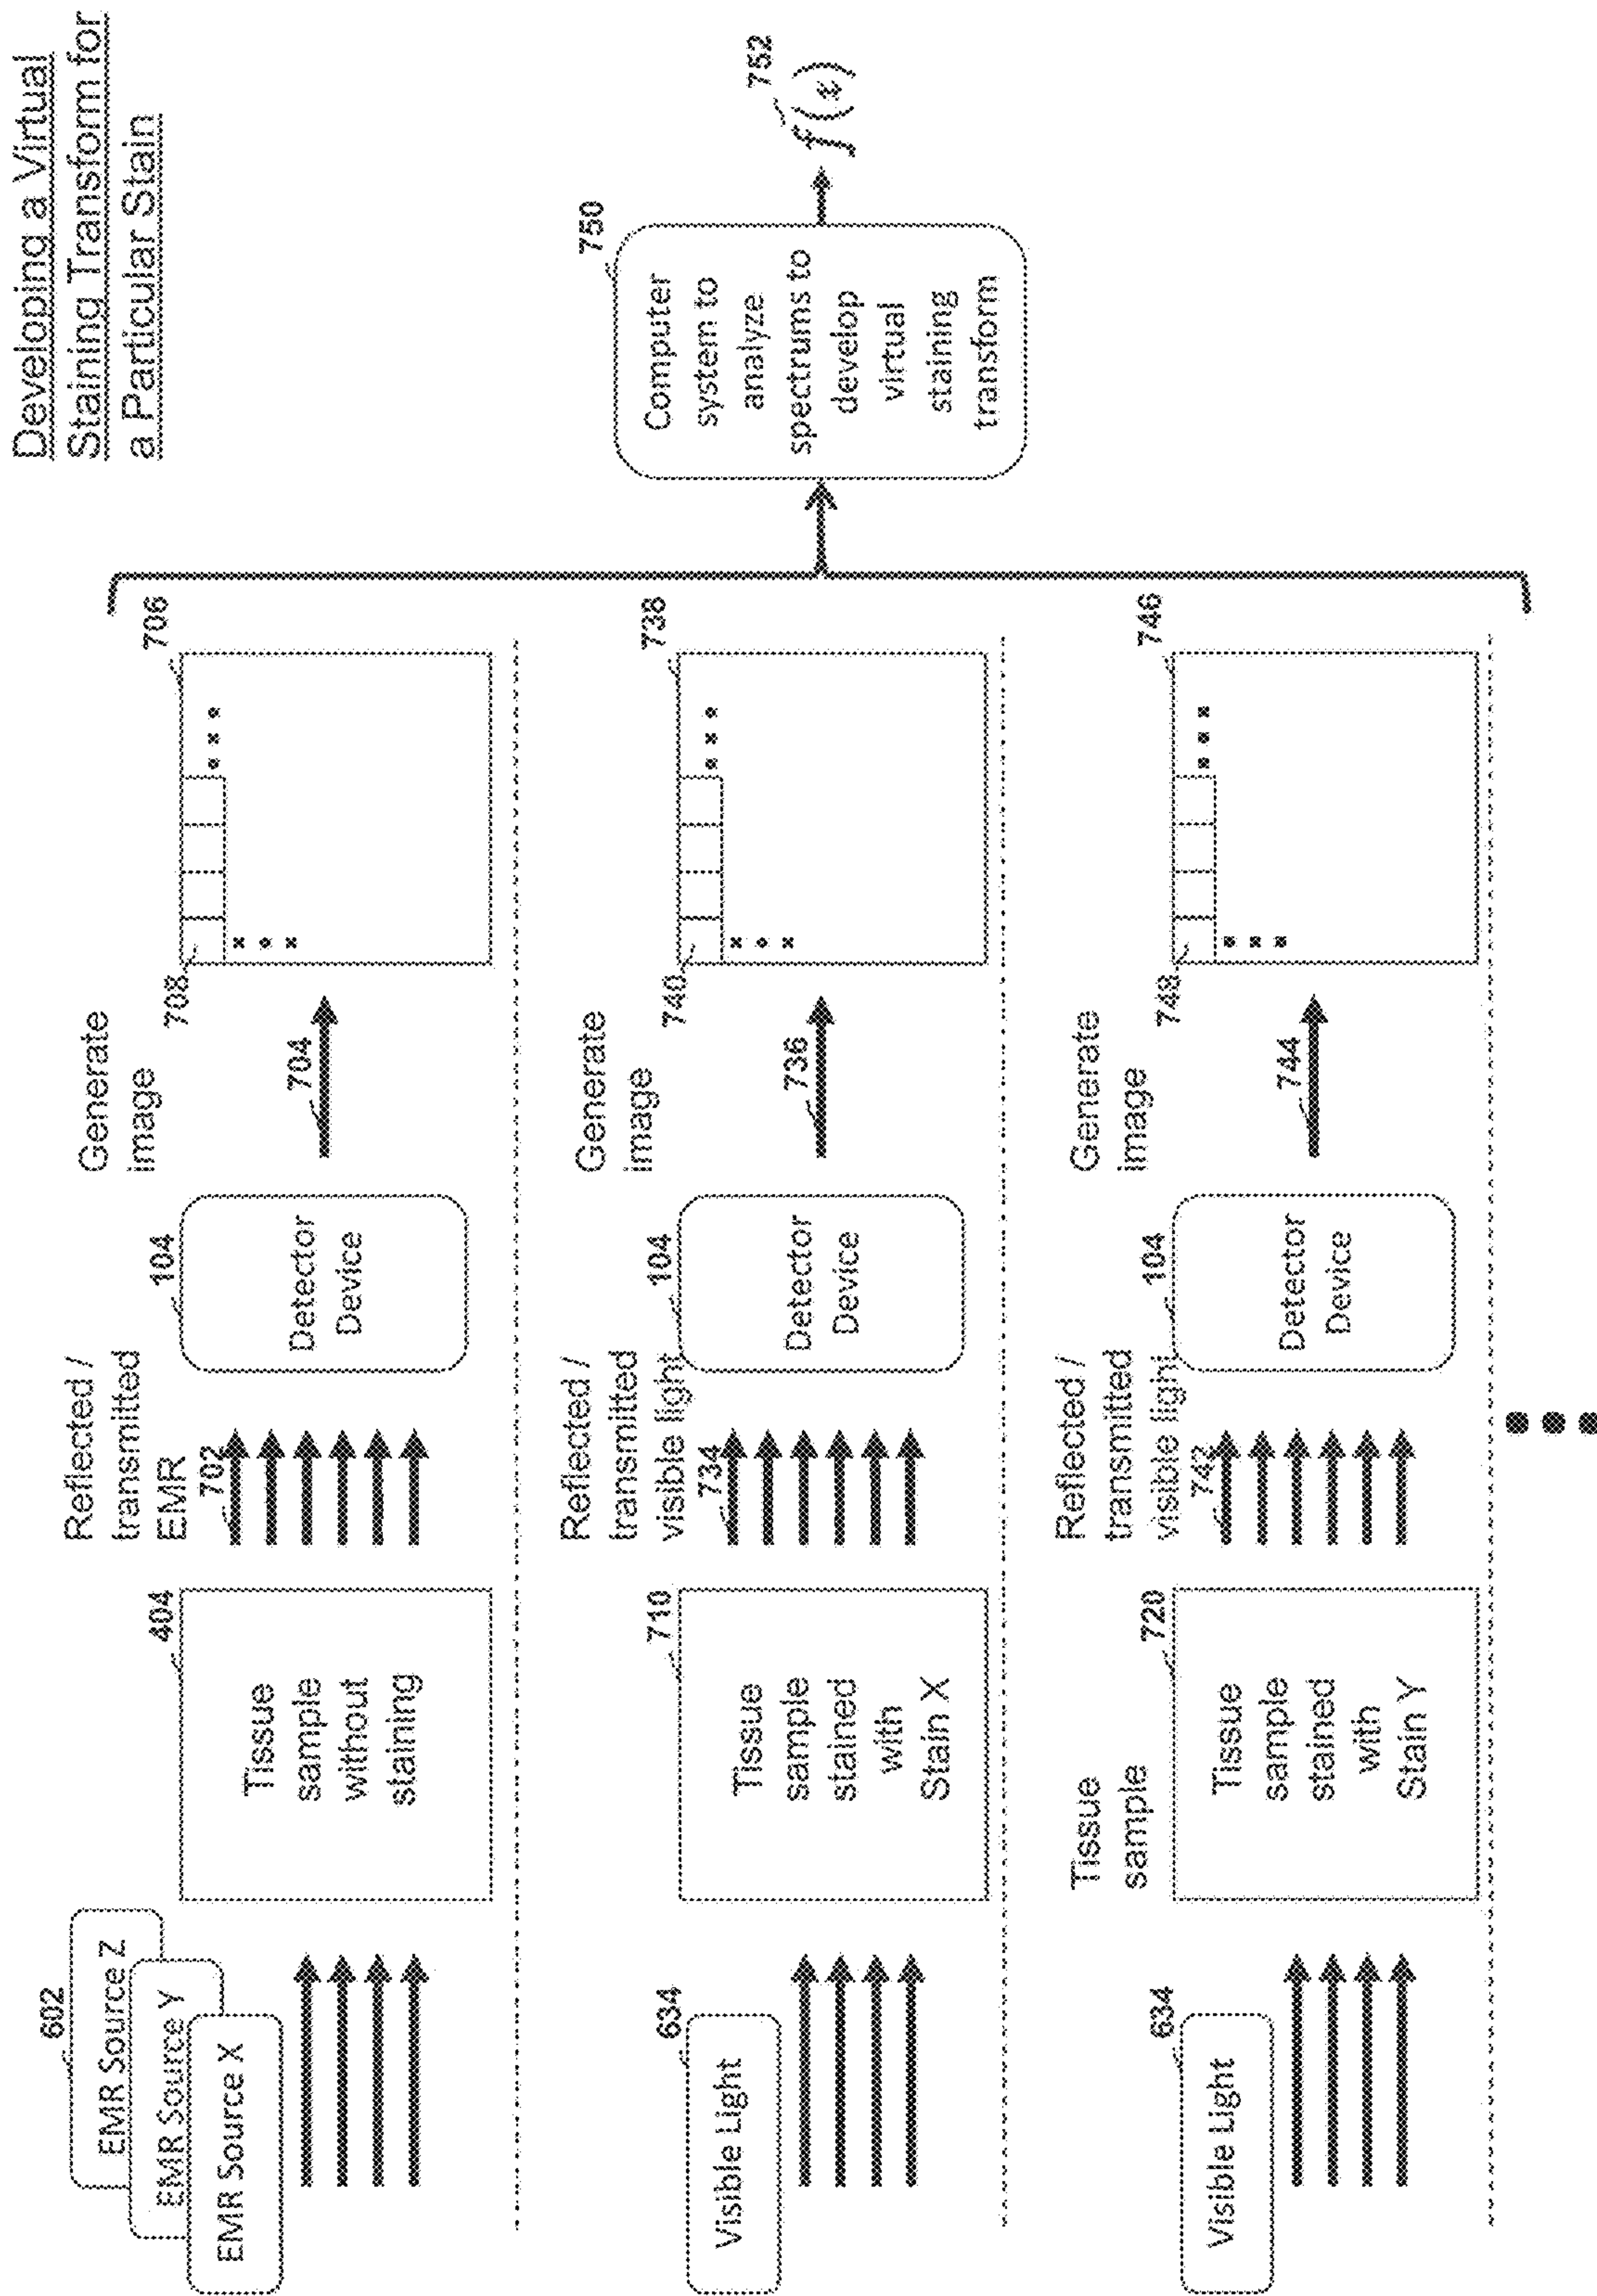 Developing a Virtual
Staining Transform for
a Particular Stain
602
EMR Source Z
EMR Source Y
EMR Source X
404
Tissue
sample
without
staining
Reflected /
transmitted
EMR
702
104
Detector
Device
Generate
image
704
708
706
634
Visible Light
710
Tissue
sample
stained
with
Stain X
Reflected /
transmitted
visible light
734
104
Detector
Device
Generate
image
736
740
738
634
Visible Light
Tissue
sample
720
Tissue
sample
stained
with
Stain Y
Reflected /
transmitted
visible light
742
104
Detector
Device
Generate
image
744
748
746
750
Computer
system to
analyze
spectrums to
develop
virtual
staining
transform
752
f(x)